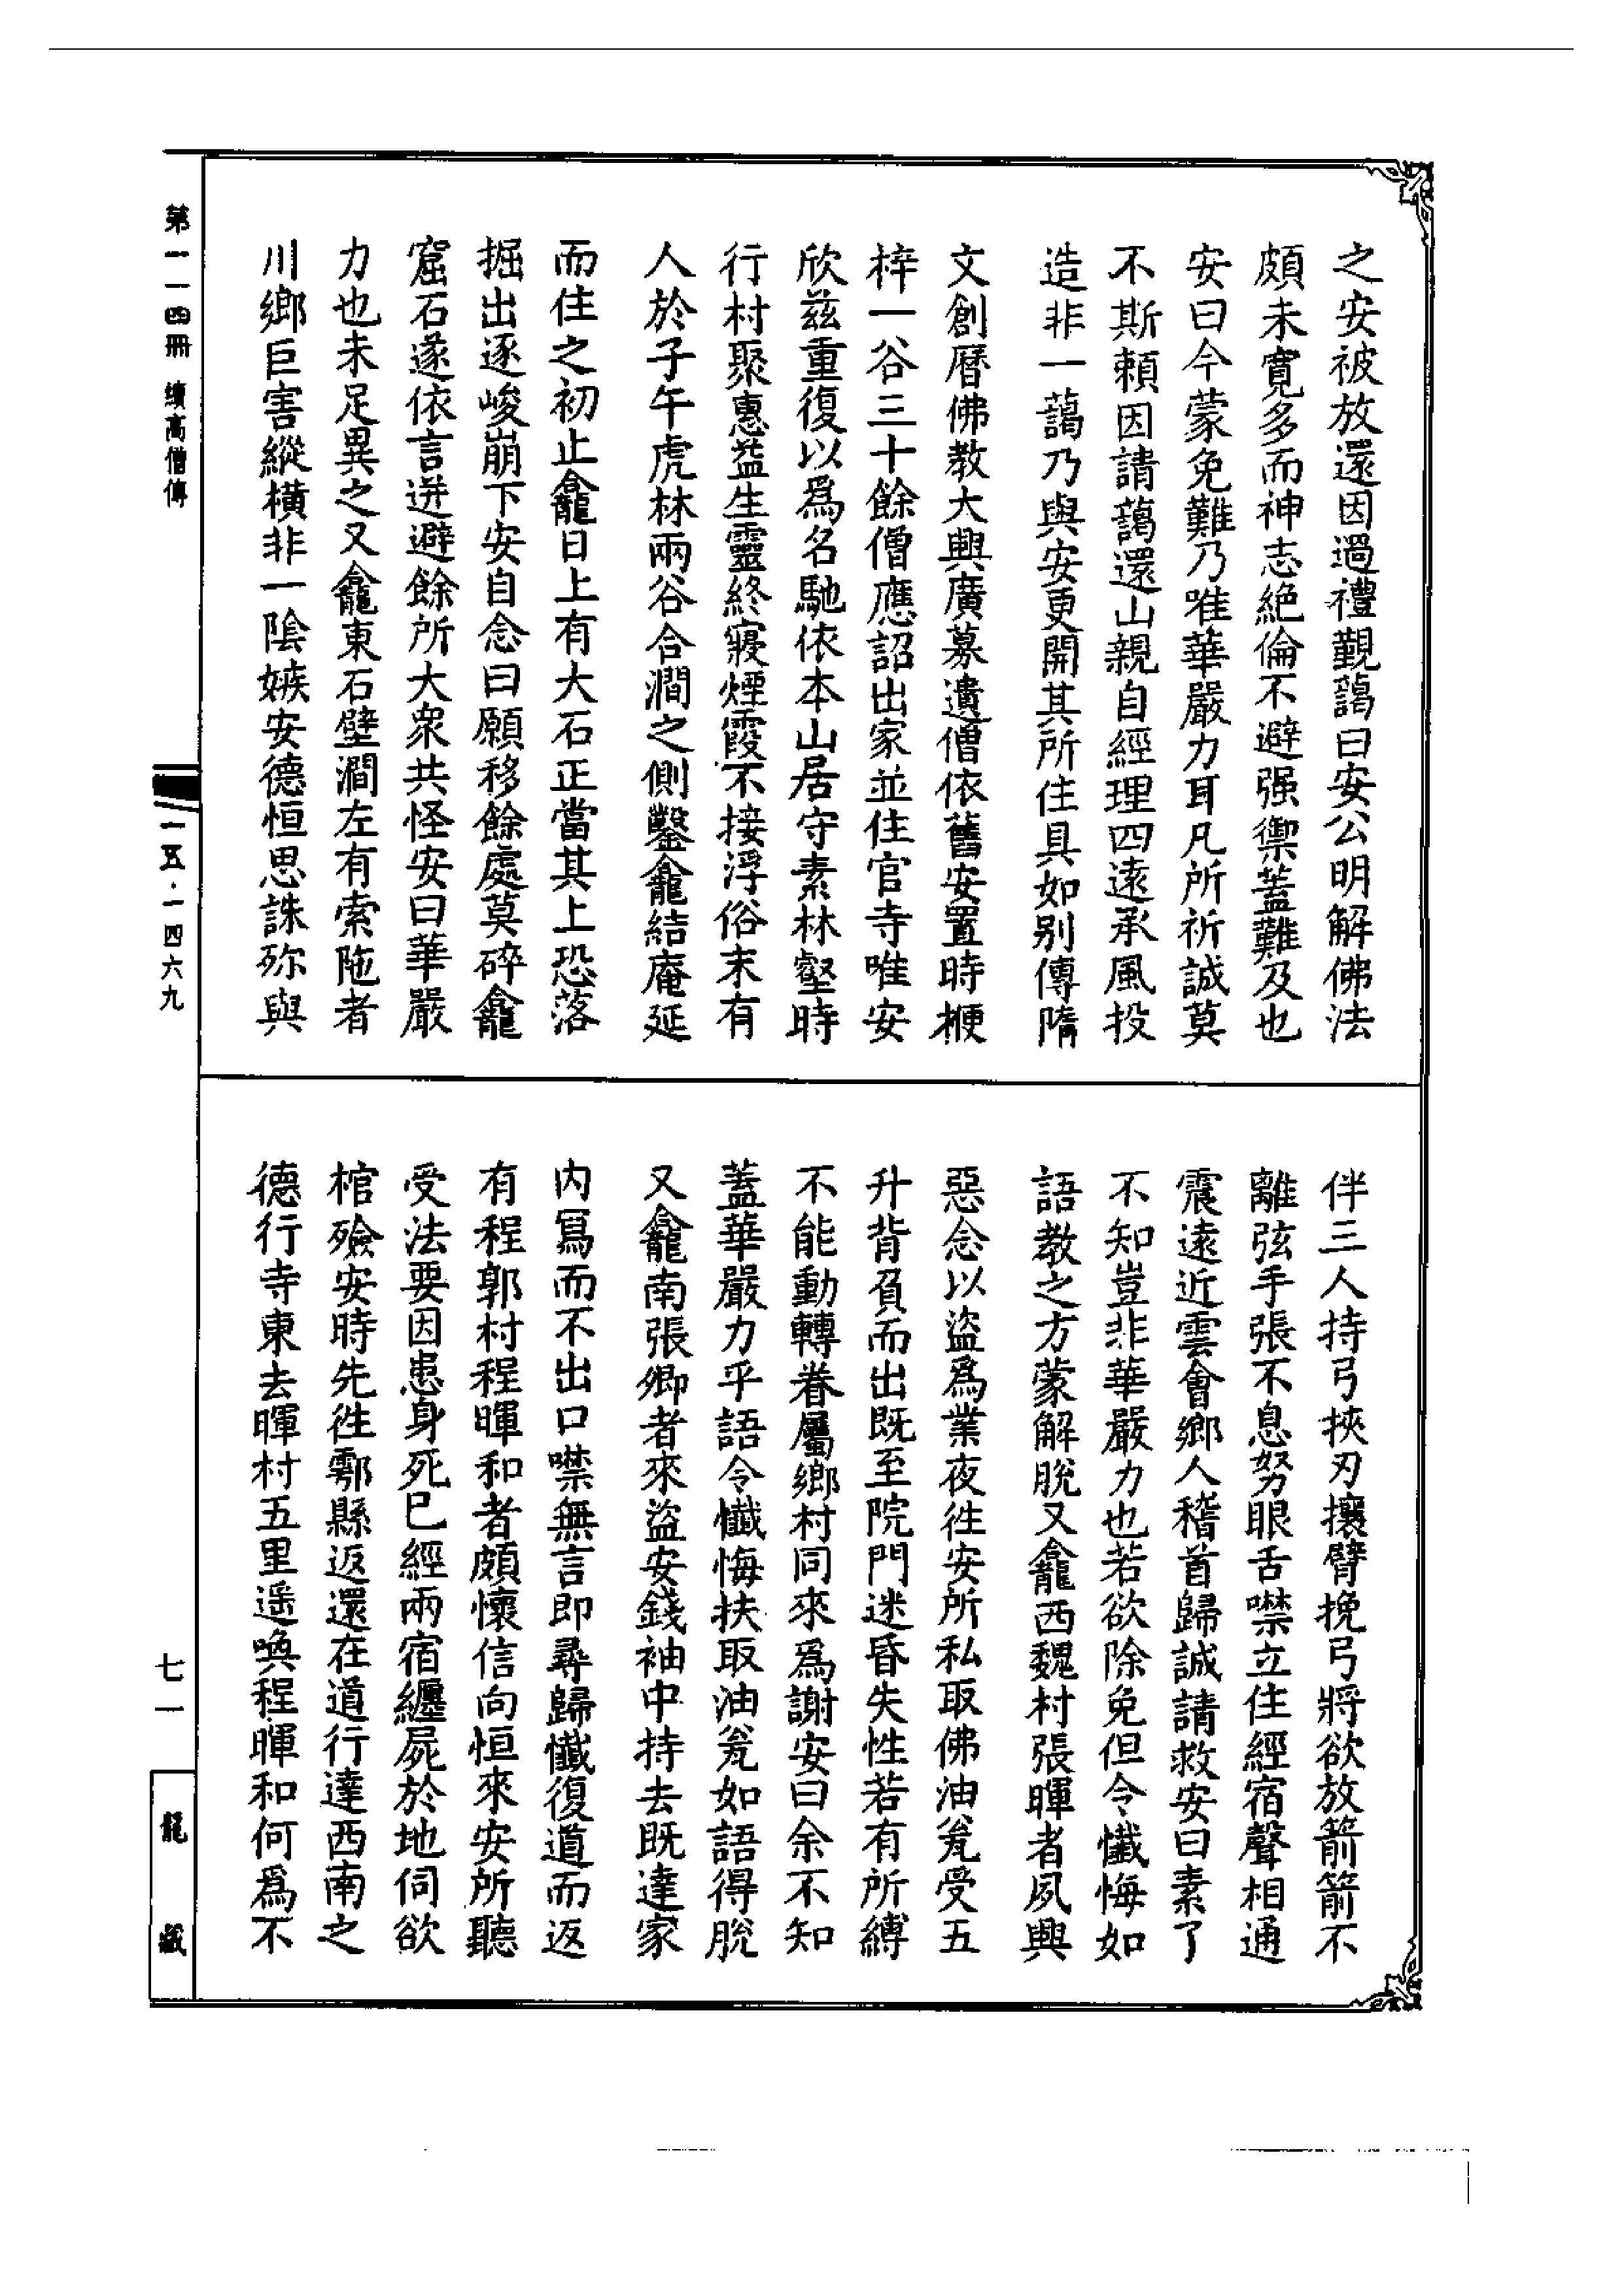 之安被放還因過禮覲藹曰安公明解佛法
頗未寬多而神志絕倫不避强禦蓋難及也
安曰今蒙免難乃唯華嚴力耳凡所祈誠莫
不斯賴因請藹還山親自經理四遠承風投
造非一藹乃與安更開其所住具如别傳隋
文創曆佛教大興廣募遺僧依舊安置時梗
梓一谷三十餘僧應詔出家並住官寺唯安
欣兹重復以爲名馳依本山居守素林壑時
行村聚惠益生靈終寢煙霞不接浮俗末有
人於子午虎林兩谷合澗之側鑿龕結庵延
而住之初止龕日上有大石正當其上恐落
掘出逐峻崩下安自念曰願移餘處莫碎龕
窟石遂依言迸避餘所大衆共怪安曰華嚴
力也未足異之又龕東石壁澗左有索陁者
川鄉巨害縱橫非一陰嫉安德恒思誅殄與
伴三人持弓挾刃攘臂挽弓將欲放箭箭不
離弦手張不息努眼舌噤立住經宿聲相通
震遠近雲會鄉人稽首歸誠請救安曰素了
不知豈非華嚴力也若欲除免但令懺悔如
語教之方蒙解脫又龕西魏村張暉者夙興
惡念以盜爲業夜徃安所私取佛油瓮受五
升背負而出既至院門迷昏失性若有所縛
不能動轉眷屬鄉村同來爲謝安曰余不知
蓋華嚴力乎語令懺悔扶取油瓮如語得脫
又龕南張卿者來盜安錢袖中持去既達家
内寫而不出口噤無言即尋歸懺復道而返
有程郭村程暉和者頗懷信向恒來安所聽
受法要因患身死巳經兩宿纏屍於地伺欲
棺殮安時先徃鄠縣返還在道行達西南之
德行寺東去暉村五里遥喚程暉和何爲不
第一一四冊 續高僧傳
一五·一四六九
七一
龍藏